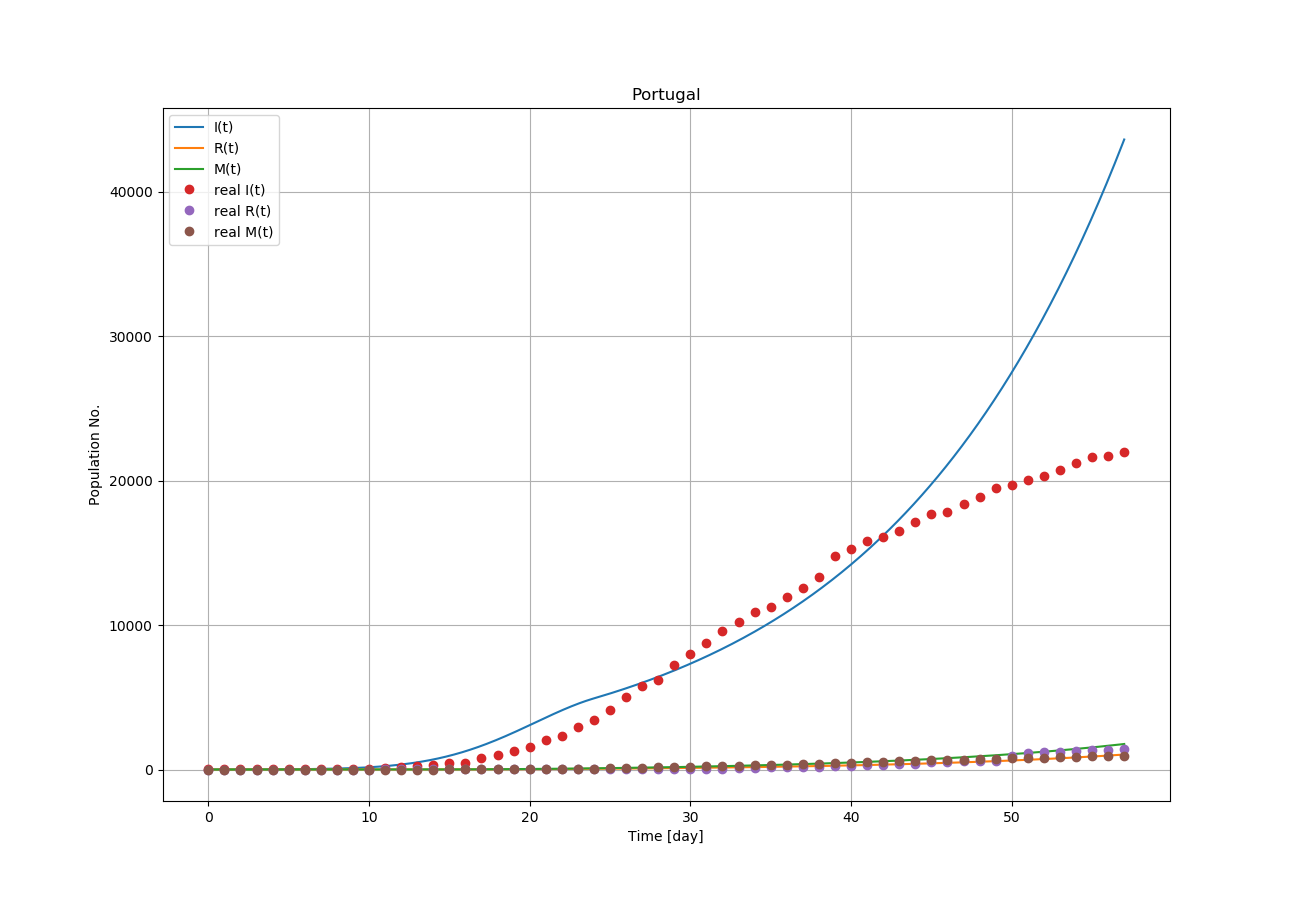 Portugal
I(t)
R(t)
M(t)
real I(t)
real R(t)
real M(t)
40000
30000
20000
10000
0
Population No.
0 10 20 30 40 50
Time [day]